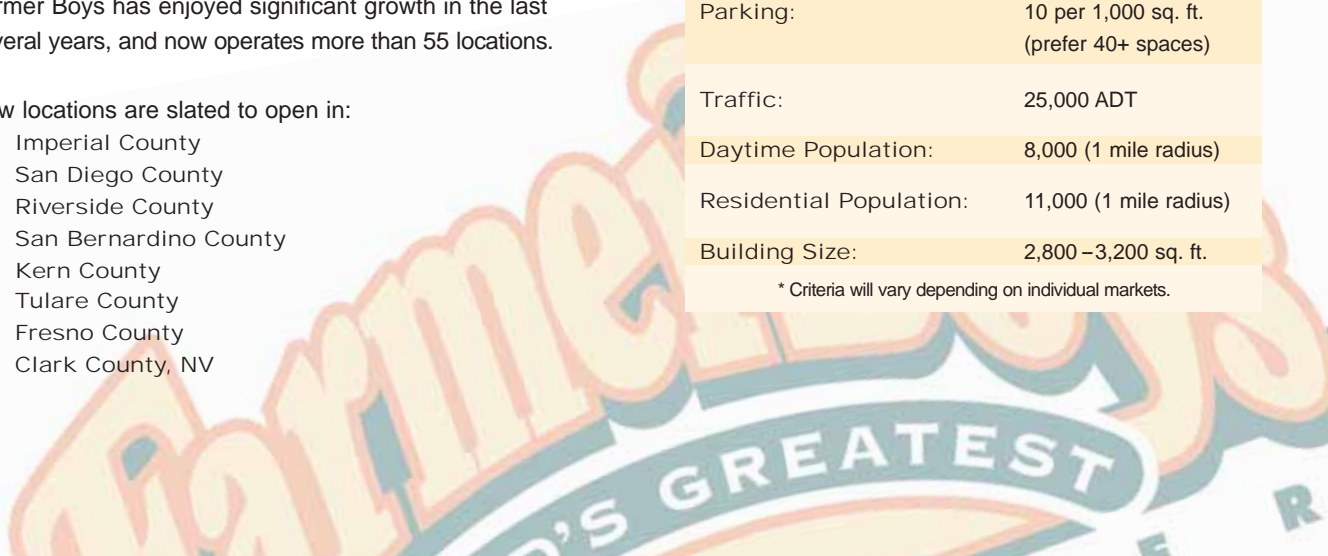 has enjoyed significant growth in the last
years, and now operates more than 55 locations.
locations are slated to open in:
Imperial County
San Diego County
Riverside County
San Bernardino County
Kern County
Tulare County
Fresno County
Clark County, NV
Parking: 10 per 1,000 sq. ft.
(prefer 40+ spaces)
Traffic: 25,000 ADT
Daytime Population: 8,000 (1 mile radius)
Residential Population: 11,000 (1 mile radius)
Building Size: 2,800 – 3,200 sq. ft.
* Criteria will vary depending on individual markets.
Farmer Boys
D'S GREATEST
E R